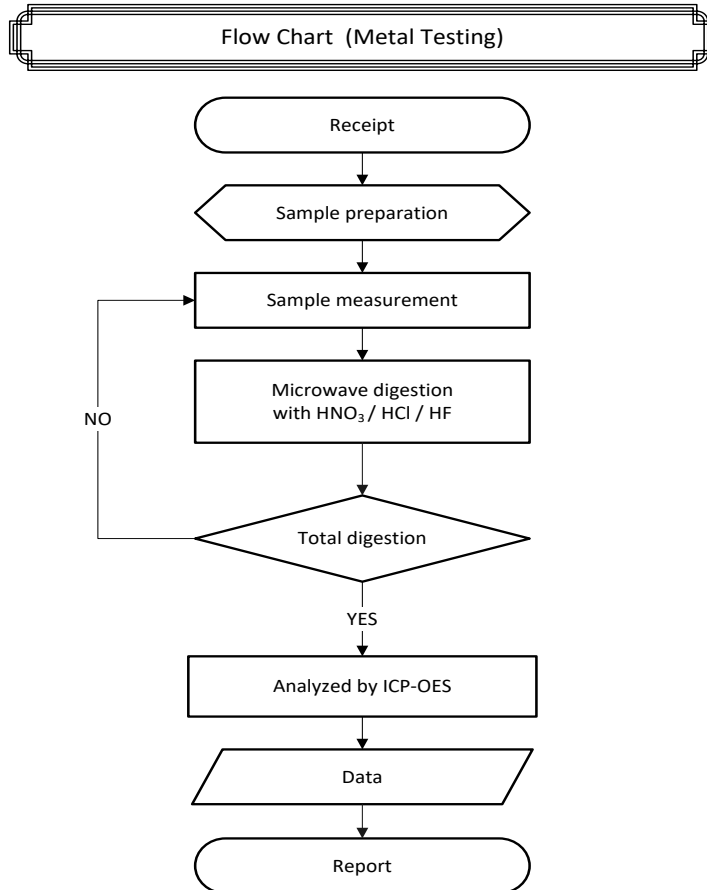 Flow Chart (Metal Testing)
Receipt
Sample preparation
Sample measurement
Microwave digestion
with HNO₃ / HCl / HF
NO
Total digestion
YES
Analyzed by ICP-OES
Data
Report